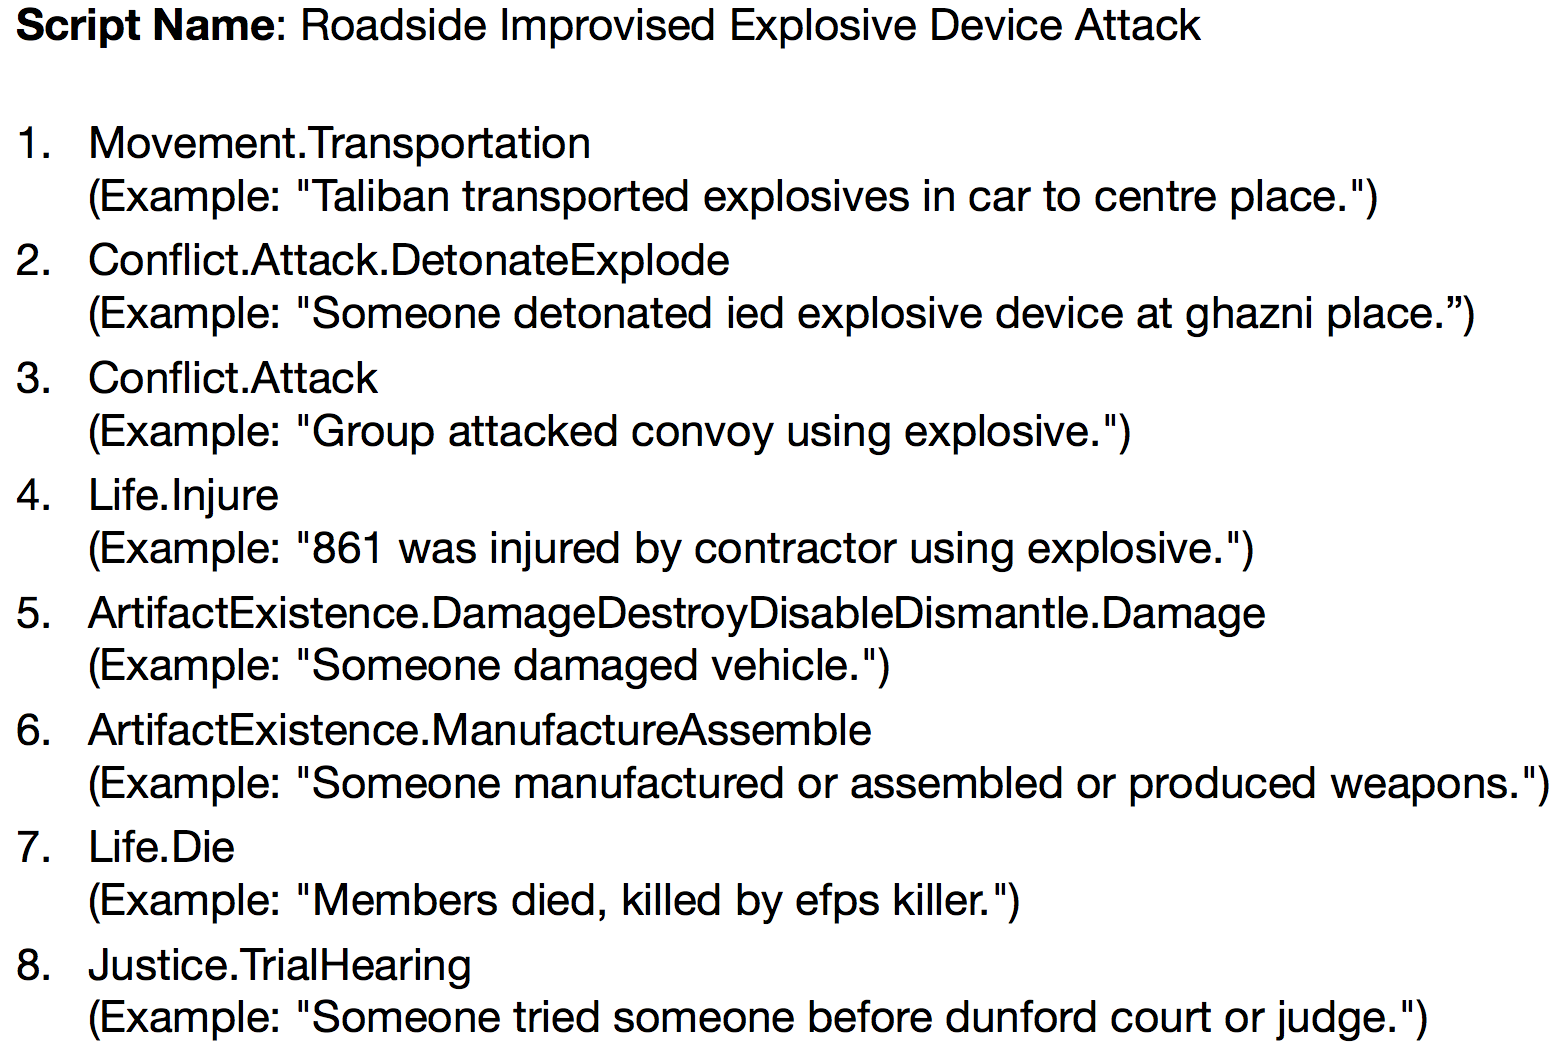 Script Name: Roadside Improvised Explosive Device Attack
1. Movement.Transportation
(Example: "Taliban transported explosives in car to centre place.")
2. Conflict.Attack.DetonateExplode
(Example: "Someone detonated ied explosive device at ghazni place.”)
3. Conflict.Attack
(Example: "Group attacked convoy using explosive.")
4. Life.Injure
(Example: "861 was injured by contractor using explosive.")
5. ArtifactExistence.DamageDestroyDisableDismantle.Damage
(Example: "Someone damaged vehicle.")
6. ArtifactExistence.ManufactureAssemble
(Example: "Someone manufactured or assembled or produced weapons.")
7. Life.Die
(Example: "Members died, killed by efps killer.")
8. Justice.TrialHearing
(Example: "Someone tried someone before dunford court or judge.")